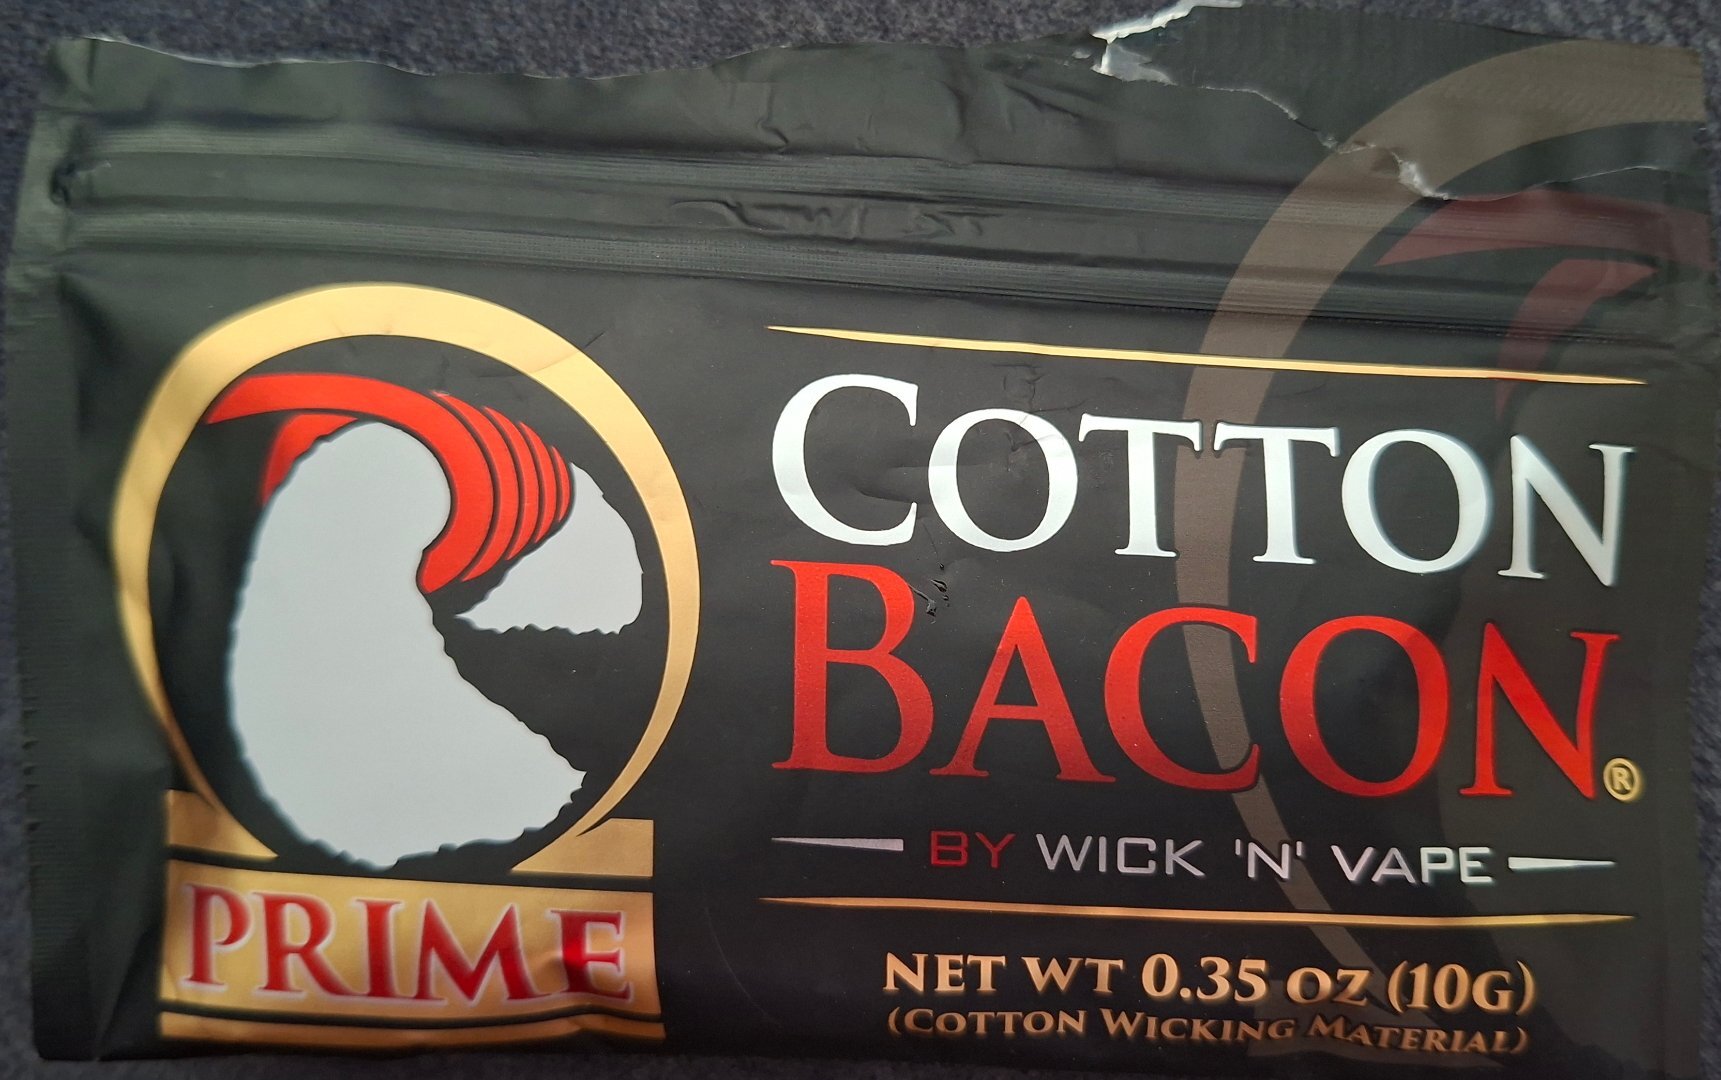 COTTON
BACON®
BY WICK 'N' VAPE
PRIME
NET WT 0.35 OZ (10G)
(COTTON WICKING MATERIAL)